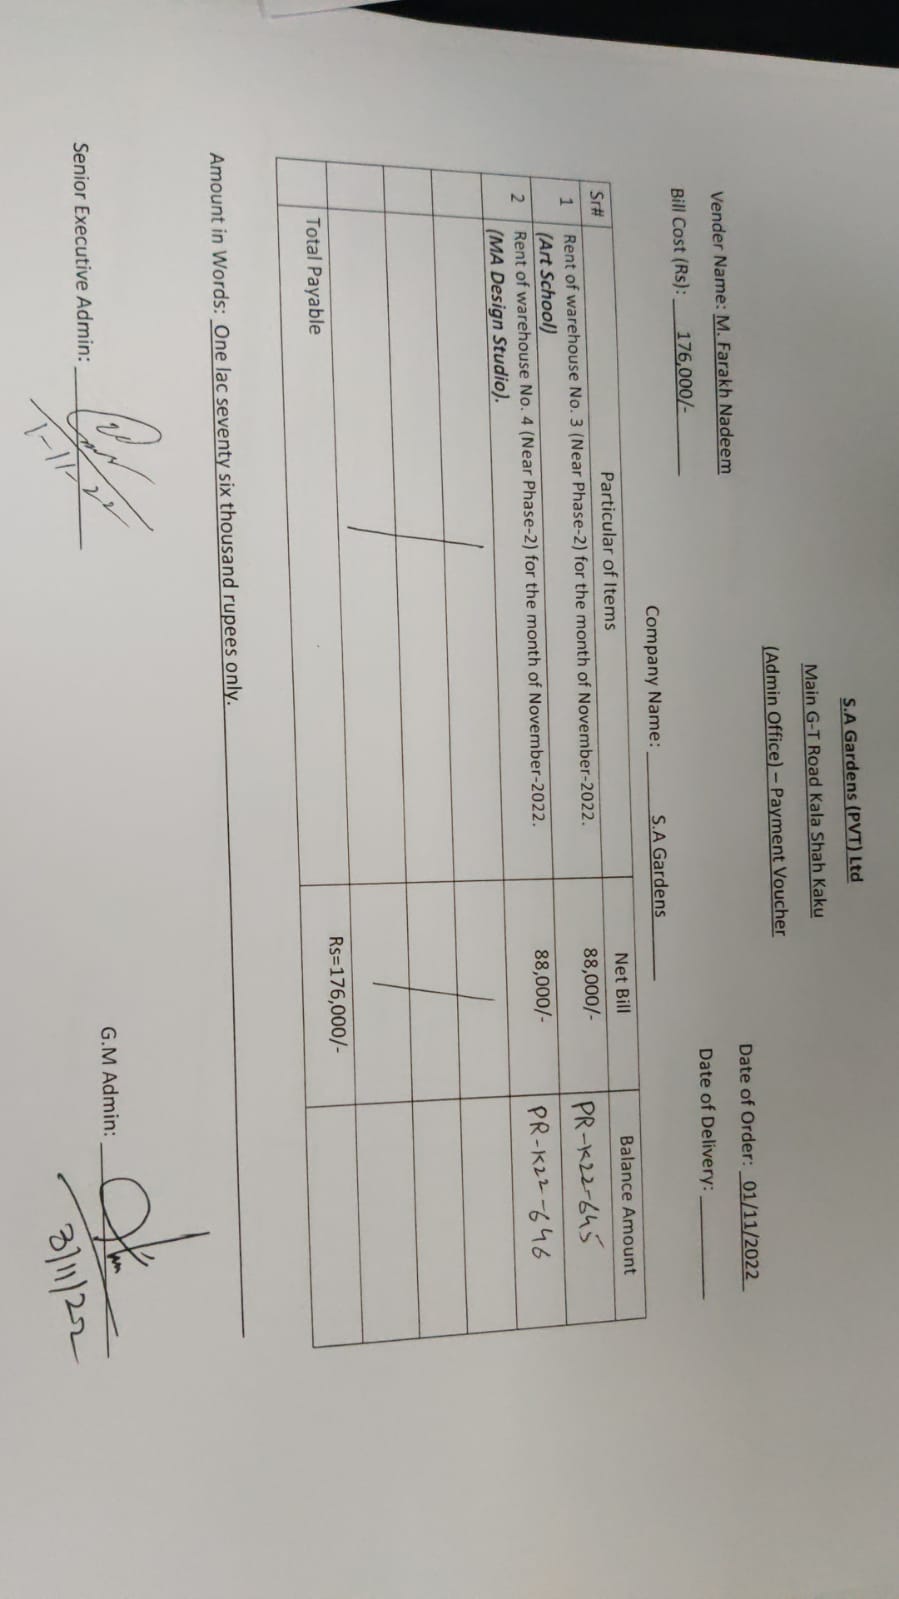 S.A Gardens (PVT) Ltd
Main G-T Road Kala Shah Kaku
(Admin Office) – Payment Voucher
Date of Order: 01/11/2022
Vender Name: M. Farakh Nadeem
Date of Delivery:
Bill Cost (Rs): 176,000/-
Company Name: S.A Gardens
Sr# Particular of Items Net Bill Balance Amount
1 Rent of warehouse No. 3 (Near Phase-2) for the month of November-2022. 88,000/- PR-K22-645
(Art School)
2 Rent of warehouse No. 4 (Near Phase-2) for the month of November-2022. 88,000/- PR-K22-646
(MA Design Studio).
Total Payable Rs=176,000/-
Amount in Words: One lac seventy six thousand rupees only.
Senior Executive Admin:
1-11-22
G.M Admin:
3/11/22